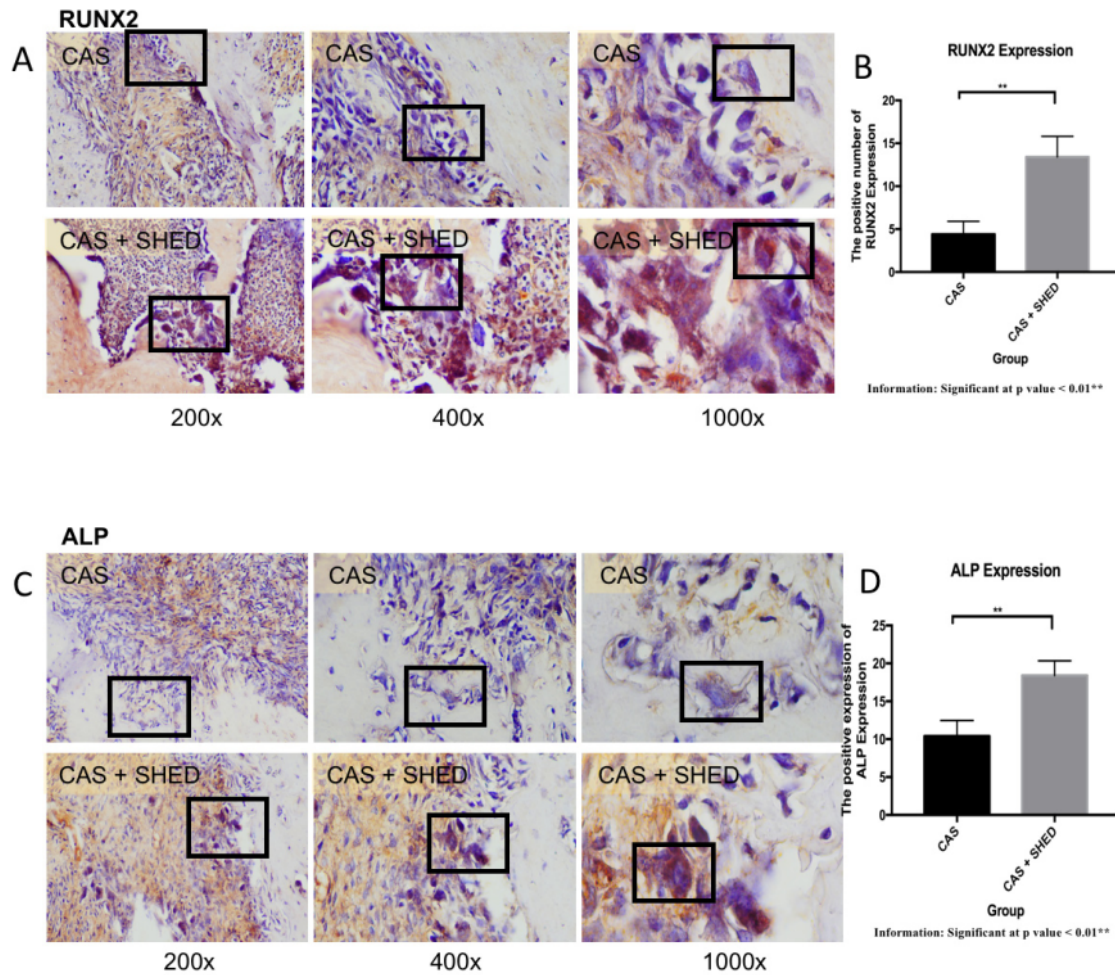 RUNX2
A
CAS
CAS
CAS
CAS + SHED
CAS + SHED
CAS + SHED
200x
400x
1000x
B
RUNX2 Expression
The positive number of
RUNX2 Expression
20
15
10
5
0
**
CAS
CAS + SHED
Group
Information: Significant at p value < 0.01**
ALP
C
CAS
CAS
CAS
CAS + SHED
CAS + SHED
CAS + SHED
200x
400x
1000x
D
ALP Expression
The positive expression of
ALP Expression
25
20
15
10
5
0
**
CAS
CAS + SHED
Group
Information: Significant at p value < 0.01**